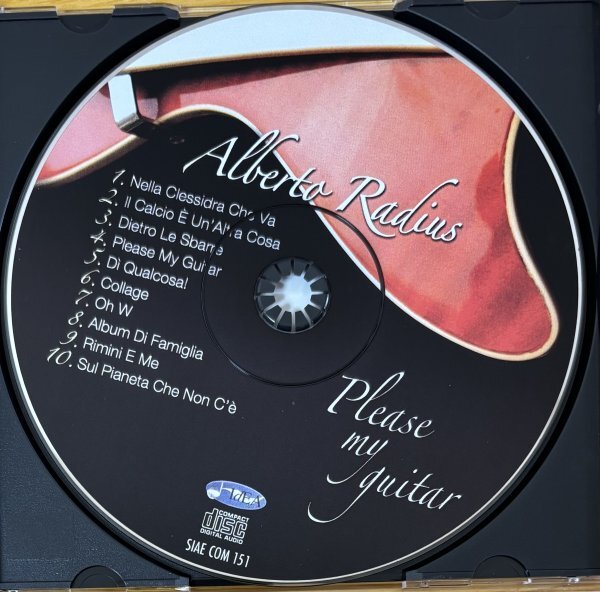 Alberto Radius
1. Nella Clessidra Che Va
2. Il Calcio È Un'Altra Cosa
3. Dietro Le Sbarre
4. Please My Guitar
5. Dì Qualcosa!
6. Collage
7. Oh W
8. Album Di Famiglia
9. Rimini E Me
10. Sul Pianeta Che Non C'è
Please
my
guitar
COMPACT
disc
DIGITAL AUDIO
SIAE COM 151